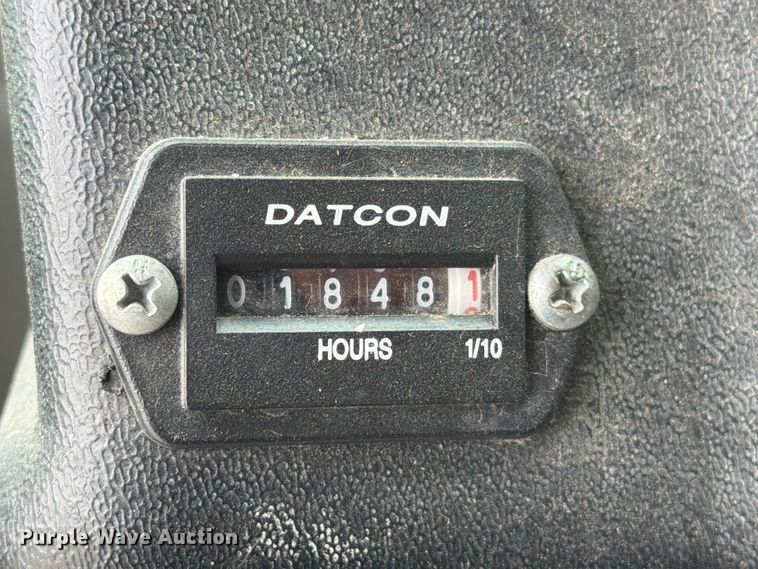 DATCON
0 1 8 4 8 1
HOURS 1/10
Purple Wave Auction